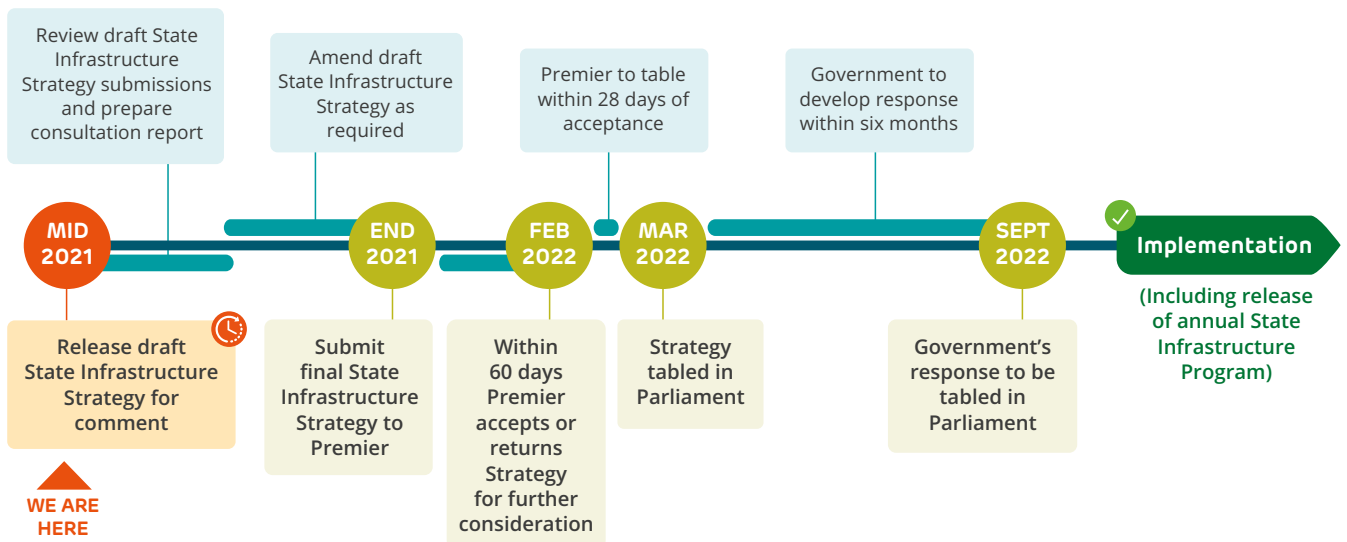 Review draft State
Infrastructure
Strategy submissions
and prepare
consultation report
Amend draft
State Infrastructure
Strategy as
required
Premier to table
within 28 days of
acceptance
Government to
develop response
within six months
MID
2021
END
2021
FEB
2022
MAR
2022
SEPT
2022
Implementation
(Including release
of annual State
Infrastructure
Program)
Release draft
State Infrastructure
Strategy for
comment
Submit
final State
Infrastructure
Strategy to
Premier
Within
60 days
Premier
accepts or
returns
Strategy
for further
consideration
Strategy
tabled in
Parliament
Government's
response to be
tabled in
Parliament
WE ARE
HERE